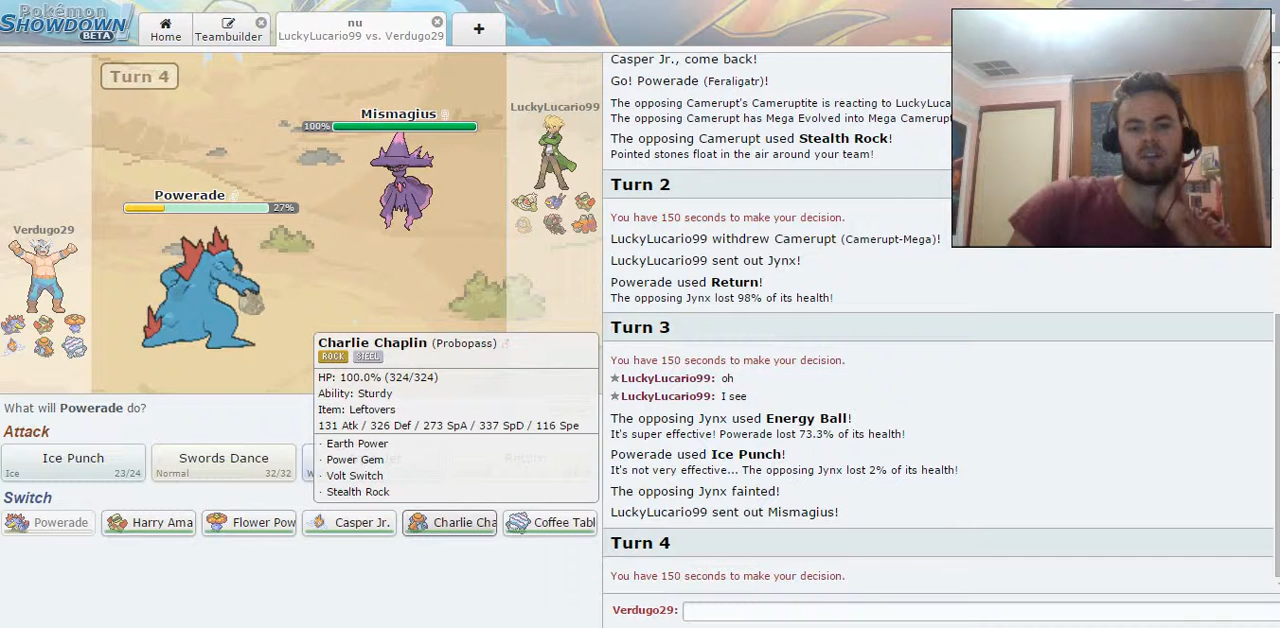 Pokémon
SHOWDOWN
BETA
Home
Teambuilder
nu
LuckyLucario99 vs. Verdugo29
+
Turn 4
Mismagius
100%
LuckyLucario99
Powerade
27%
Verdugo29
Charlie Chaplin (Probopass)
ROCK STEEL
HP: 100.0% (324/324)
Ability: Sturdy
Item: Leftovers
131 Atk / 326 Def / 273 SpA / 337 SpD / 116 Spe
· Earth Power
· Power Gem
· Volt Switch
· Stealth Rock
What will Powerade do?
Attack
Ice Punch
Ice 23/24
Swords Dance
Normal 32/32
Switch
Powerade
Harry Ama
Flower Pow
Casper Jr.
Charlie Cha
Coffee Tabl
Casper Jr., come back!
Go! Powerade (Feraligatr)!
The opposing Camerupt's Cameruptite is reacting to LuckyLuca
The opposing Camerupt has Mega Evolved into Mega Camerup
The opposing Camerupt used Stealth Rock!
Pointed stones float in the air around your team!
Turn 2
You have 150 seconds to make your decision.
LuckyLucario99 withdrew Camerupt (Camerupt-Mega)!
LuckyLucario99 sent out Jynx!
Powerade used Return!
The opposing Jynx lost 98% of its health!
Turn 3
You have 150 seconds to make your decision.
★LuckyLucario99: oh
★LuckyLucario99: I see
The opposing Jynx used Energy Ball!
It's super effective! Powerade lost 73.3% of its health!
Powerade used Ice Punch!
It's not very effective... The opposing Jynx lost 2% of its health!
The opposing Jynx fainted!
LuckyLucario99 sent out Mismagius!
Turn 4
You have 150 seconds to make your decision.
Verdugo29: